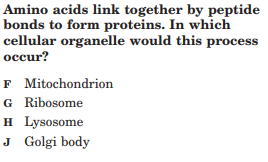 Amino acids link together by peptide
bonds to form proteins. In which
cellular organelle would this process
occur?
F Mitochondrion
G Ribosome
H Lysosome
J Golgi body